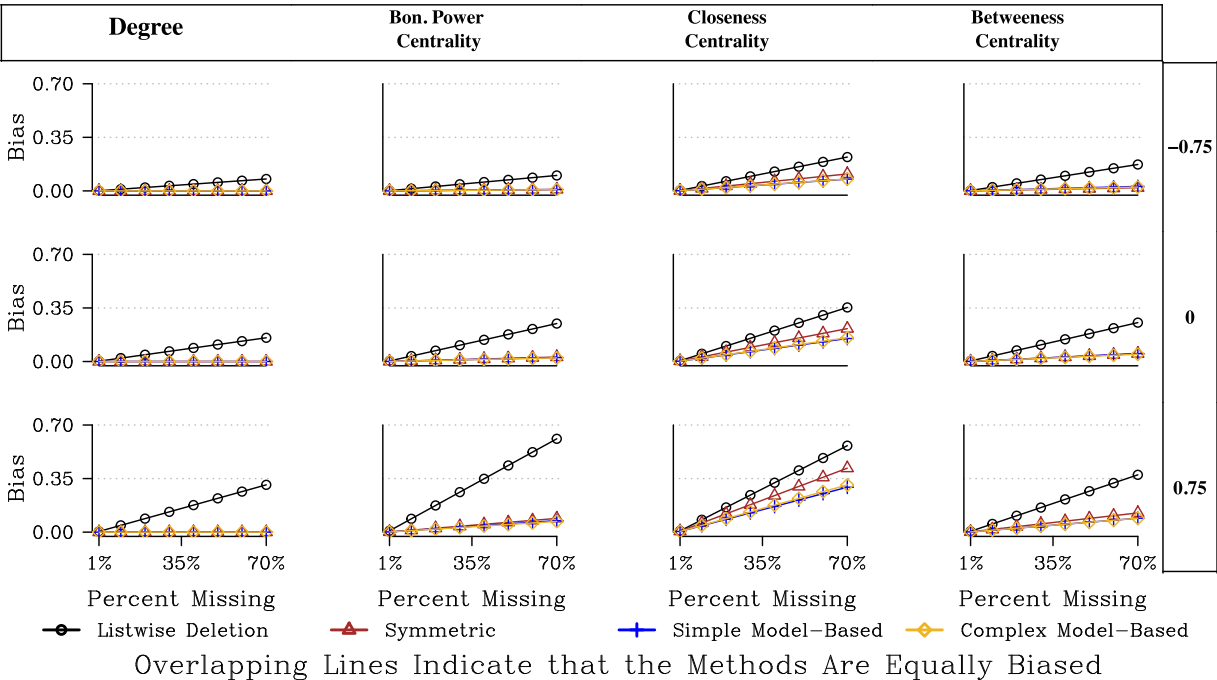 Degree Bon. Power Centrality Closeness Centrality Betweeness Centrality
0.70
Bias 0.35
0.00
−0.75
0.70
Bias 0.35
0.00
0
0.70
Bias 0.35
0.00
0.75
1% 35% 70% 1% 35% 70% 1% 35% 70% 1% 35% 70%
Percent Missing Percent Missing Percent Missing Percent Missing
Listwise Deletion Symmetric Simple Model-Based Complex Model-Based
Overlapping Lines Indicate that the Methods Are Equally Biased